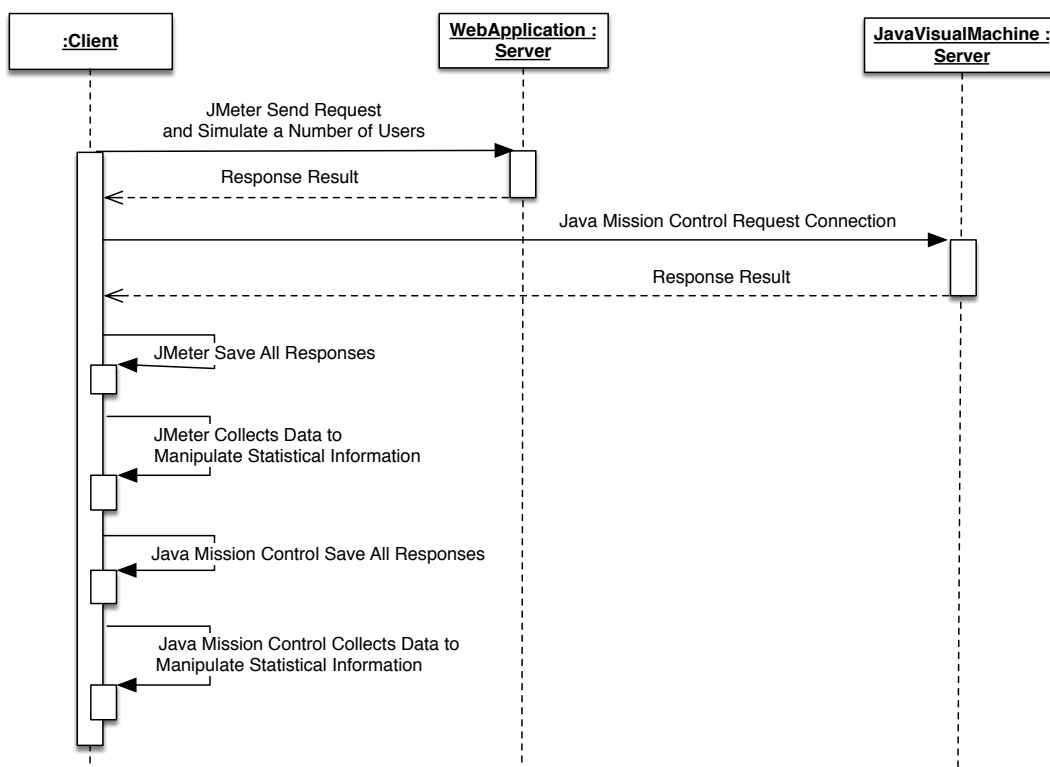 :Client
WebApplication :
Server
JavaVisualMachine :
Server
JMeter Send Request
and Simulate a Number of Users
Response Result
Java Mission Control Request Connection
Response Result
JMeter Save All Responses
JMeter Collects Data to
Manipulate Statistical Information
Java Mission Control Save All Responses
Java Mission Control Collects Data to
Manipulate Statistical Information